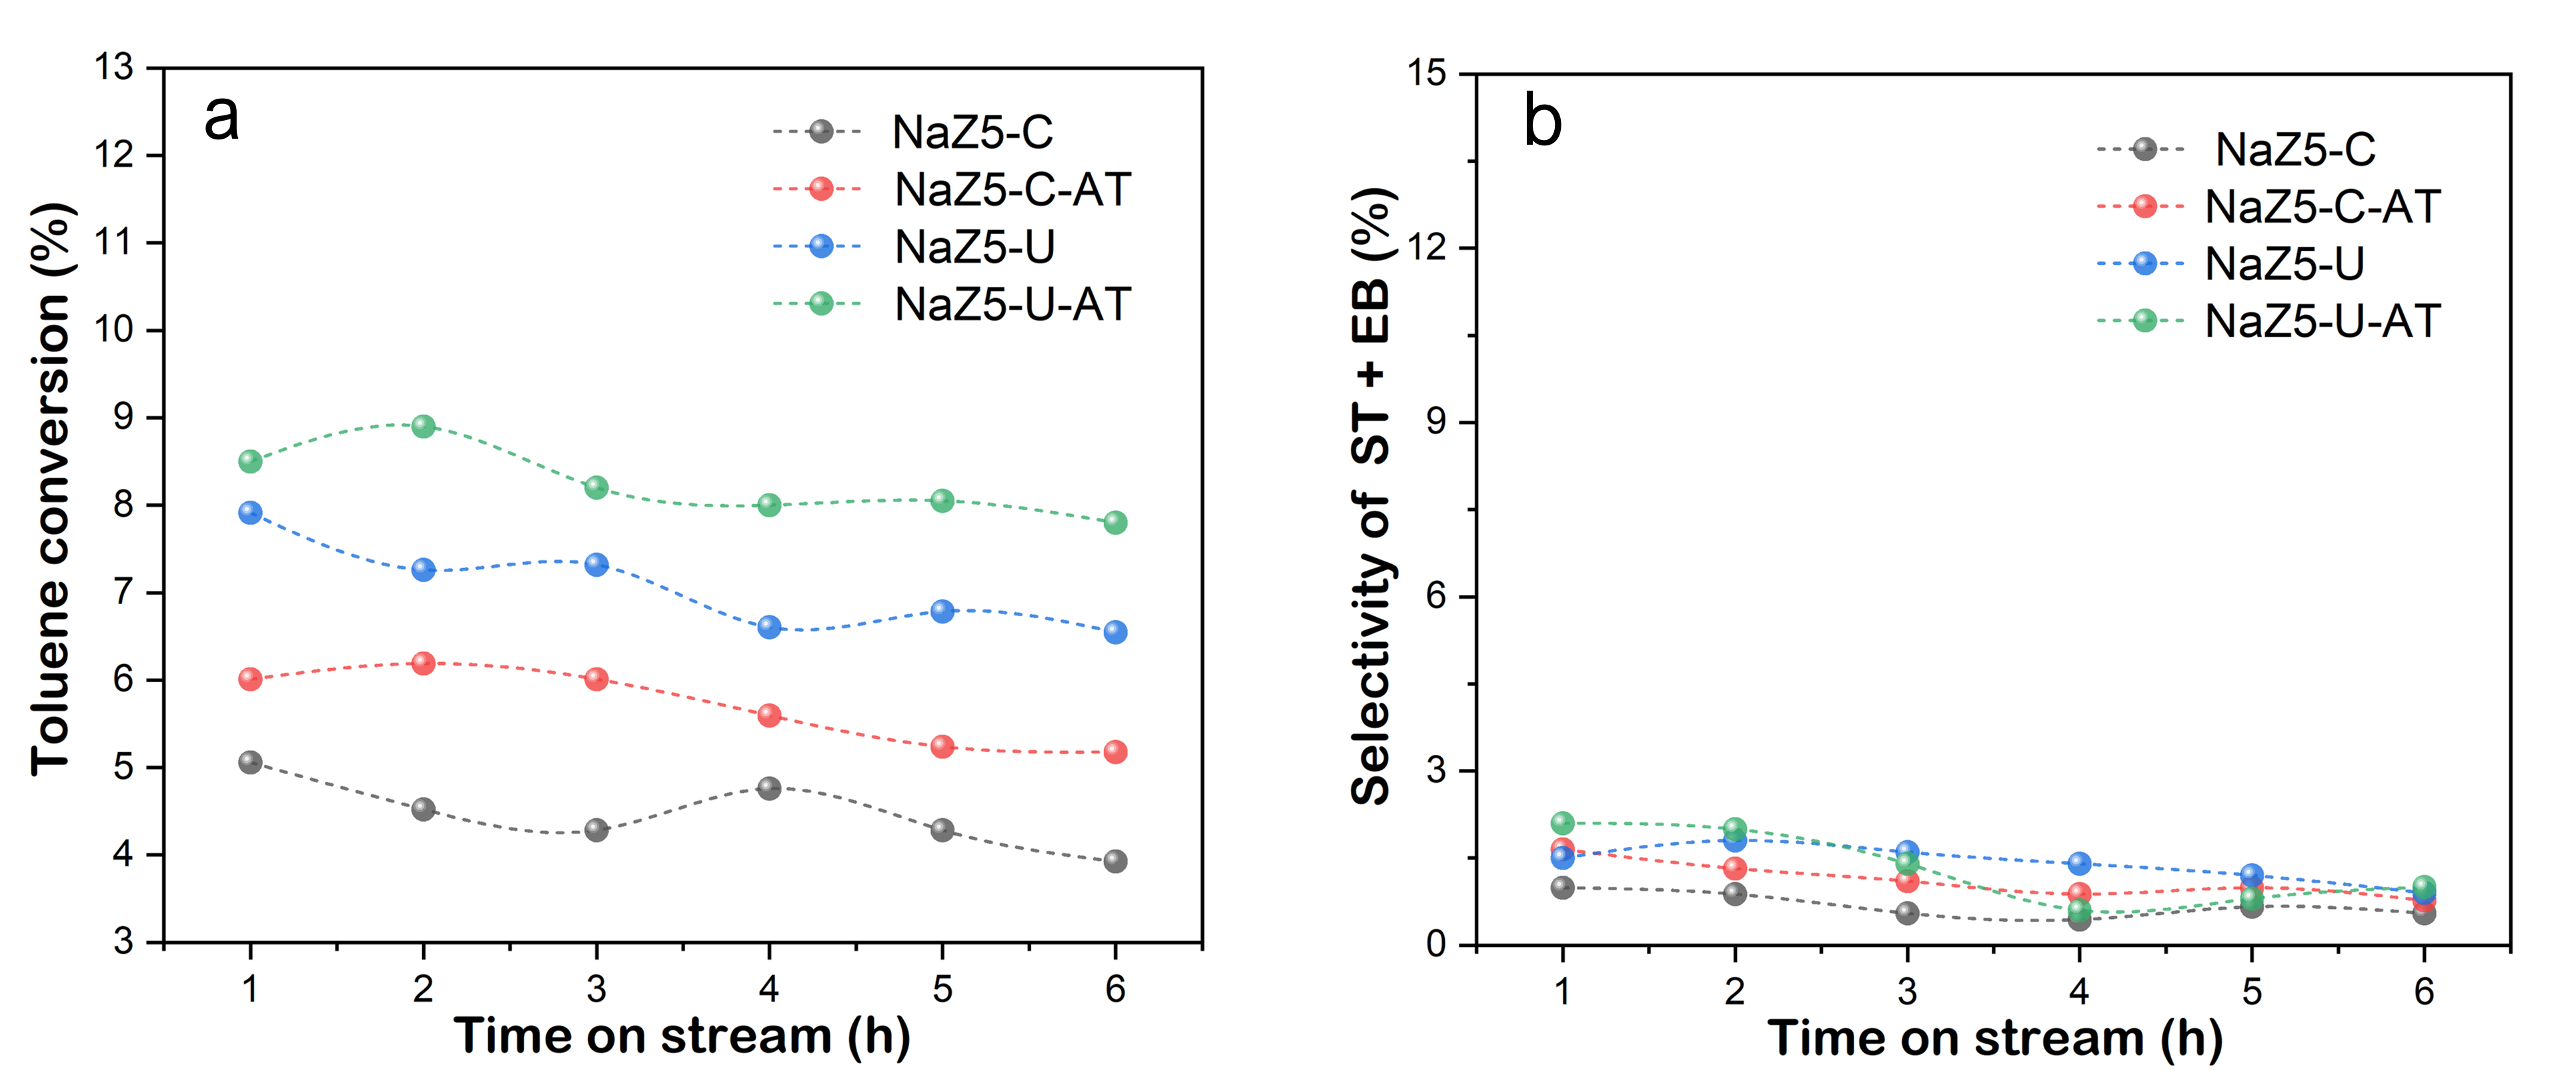 a
Toluene conversion (%)
13
12
11
10
9
8
7
6
5
4
3
NaZ5-C
NaZ5-C-AT
NaZ5-U
NaZ5-U-AT
1 2 3 4 5 6
Time on stream (h)
b
Selectivity of ST + EB (%)
15
12
9
6
3
0
NaZ5-C
NaZ5-C-AT
NaZ5-U
NaZ5-U-AT
1 2 3 4 5 6
Time on stream (h)